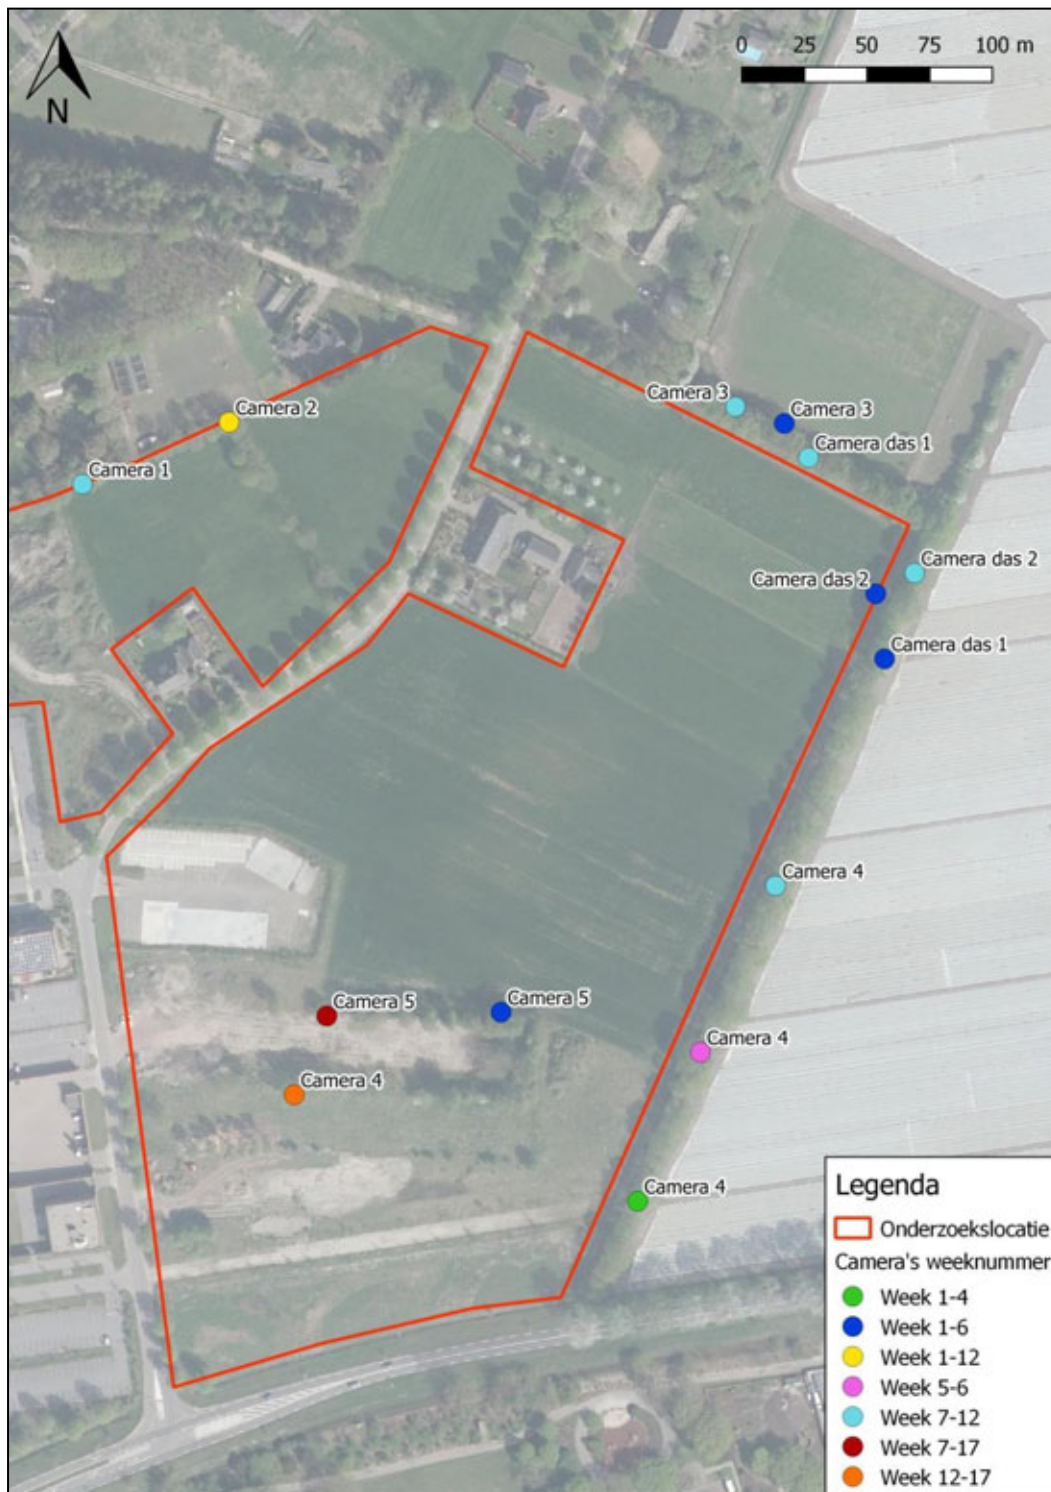 0 25 50 75 100 m
N
Camera 3
Camera 3
Camera 2
Camera das 1
Camera 1
Camera das 2
Camera das 2
Camera das 1
Camera 4
Camera 5
Camera 5
Camera 4
Camera 4
Camera 4
Legenda
Onderzoekslocatie
Camera's weeknummer
Week 1-4
Week 1-6
Week 1-12
Week 5-6
Week 7-12
Week 7-17
Week 12-17